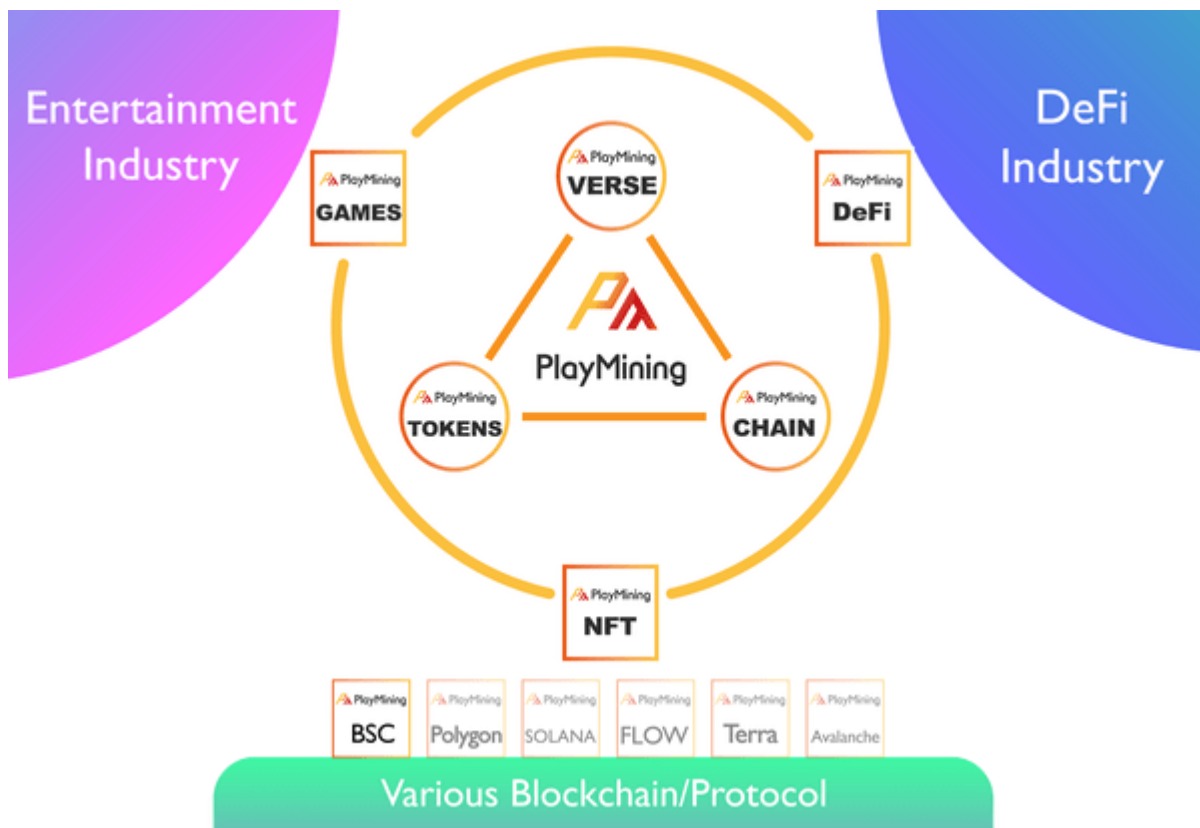 Entertainment
Industry
DeFi
Industry
PlayMining
VERSE
PlayMining
GAMES
PlayMining
DeFi
PlayMining
PlayMining
TOKENS
PlayMining
CHAIN
PlayMining
NFT
PlayMining
BSC
PlayMining
Polygon
PlayMining
SOLANA
PlayMining
FLOW
PlayMining
Terra
PlayMining
Avalanche
Various Blockchain/Protocol